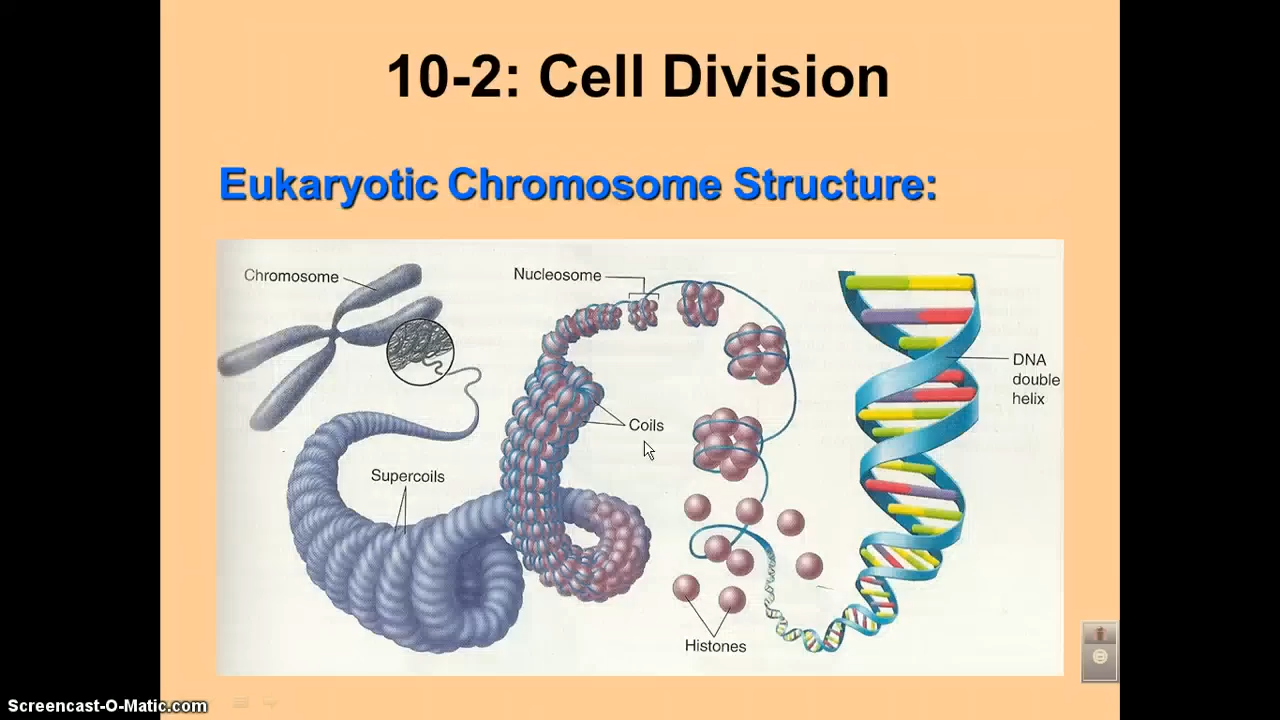 10-2: Cell Division
Eukaryotic Chromosome Structure:
Chromosome
Nucleosome
DNA
double
helix
Coils
Supercoils
Histones
Screencast-O-Matic.com